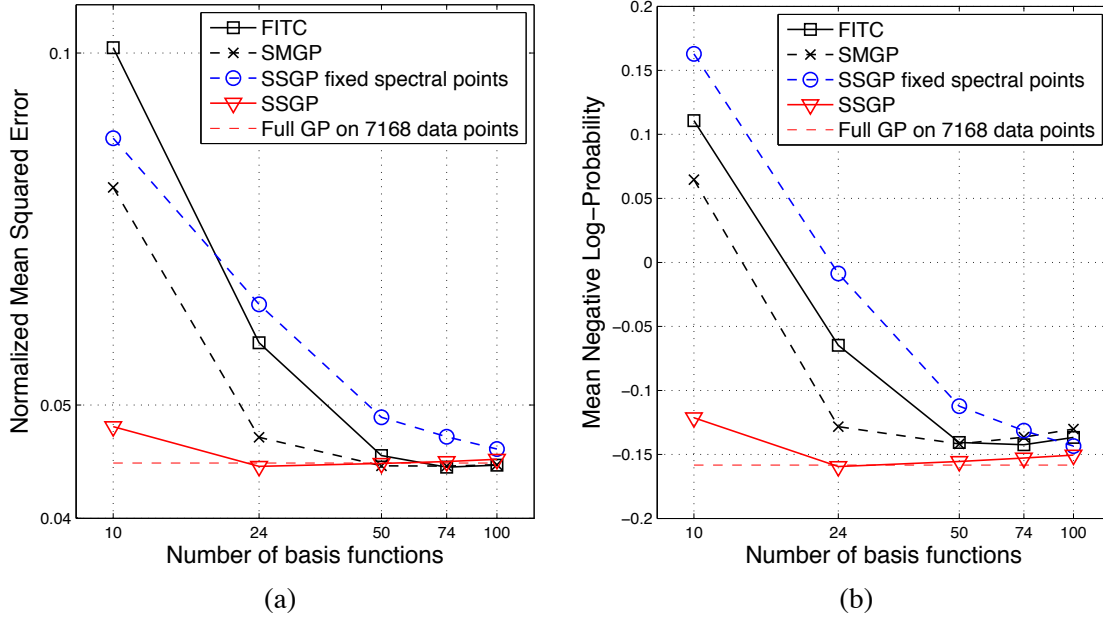 FITC
SMGP
SSGP fixed spectral points
SSGP
Full GP on 7168 data points
Normalized Mean Squared Error
0.1
0.05
0.04
10 24 50 74 100
Number of basis functions
(a)
FITC
SMGP
SSGP fixed spectral points
SSGP
Full GP on 7168 data points
Mean Negative Log−Probability
0.2
0.15
0.1
0.05
0
−0.05
−0.1
−0.15
−0.2
10 24 50 74 100
Number of basis functions
(b)